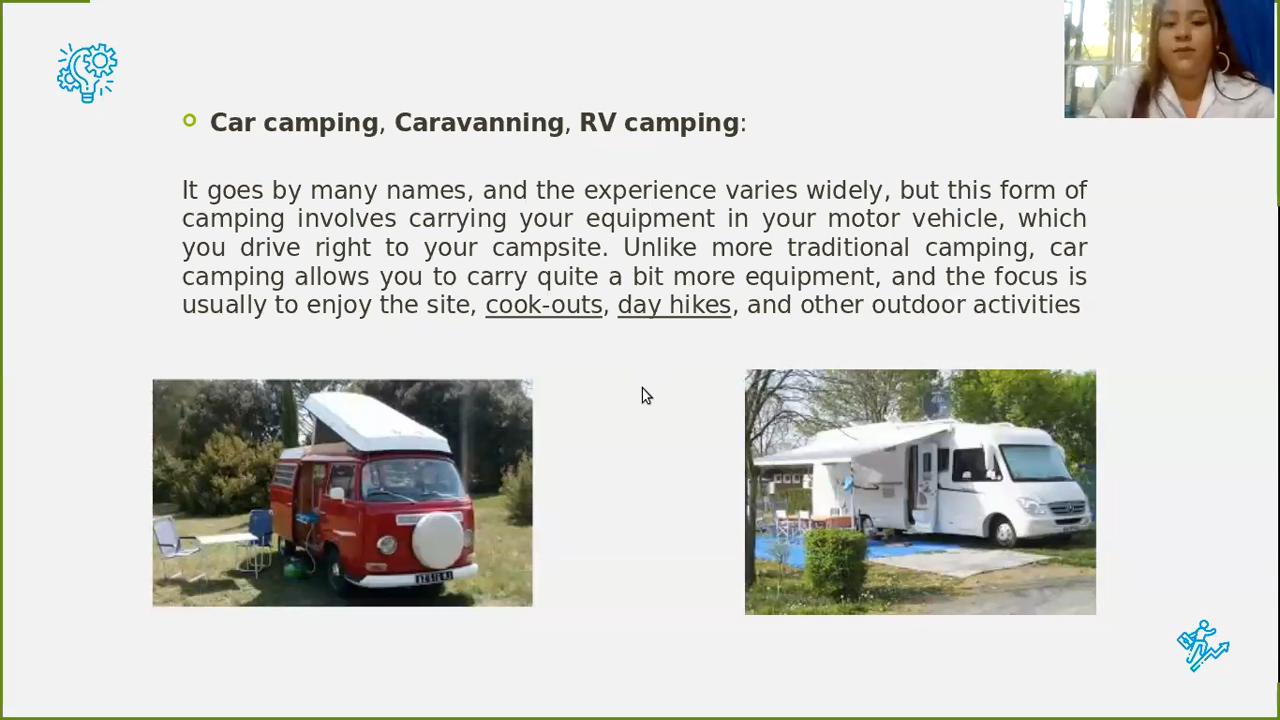 Car camping, Caravanning, RV camping:
It goes by many names, and the experience varies widely, but this form of
camping involves carrying your equipment in your motor vehicle, which
you drive right to your campsite. Unlike more traditional camping, car
camping allows you to carry quite a bit more equipment, and the focus is
usually to enjoy the site, cook-outs, day hikes, and other outdoor activities